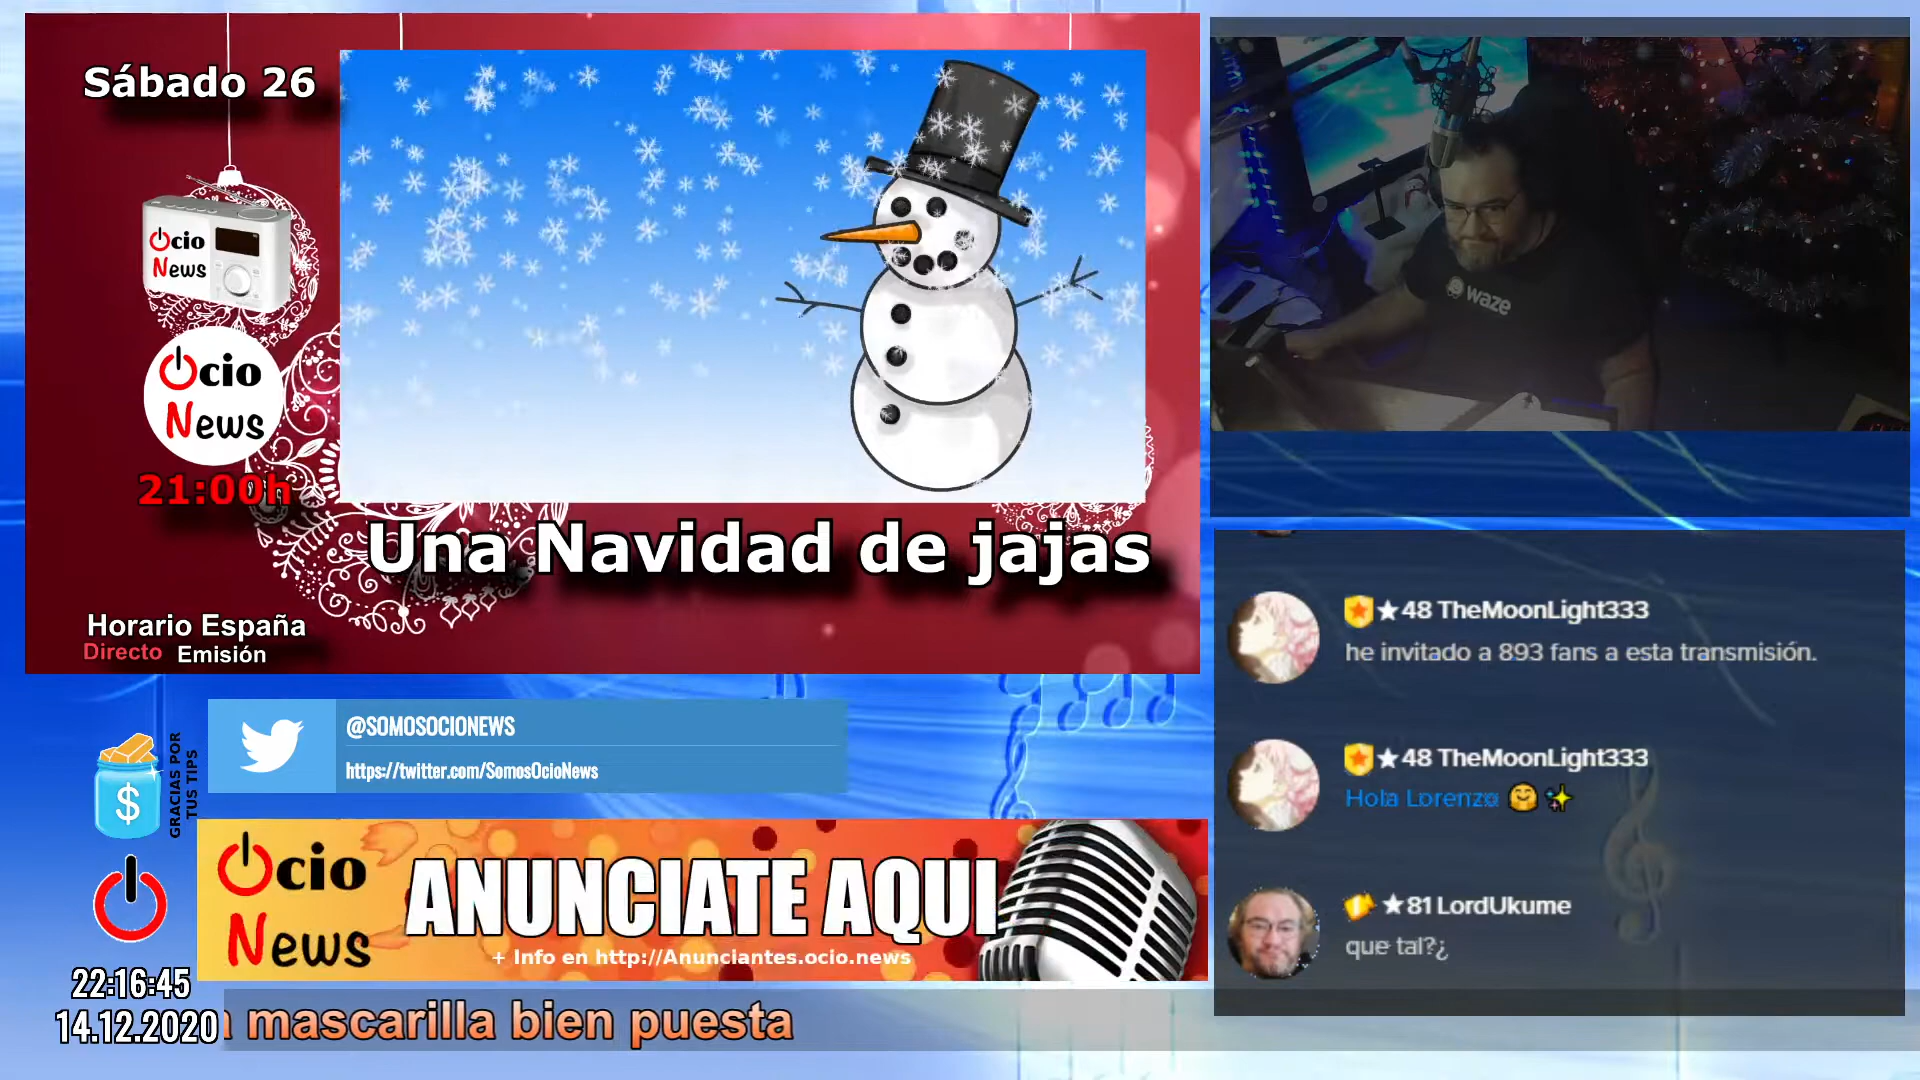 Sábado 26
Ocio
News
Ocio
News
21:00h
Una Navidad de jajas
Horario España
Directo Emisión
waze
★48 TheMoonLight333
he invitado a 893 fans a esta transmisión.
★48 TheMoonLight333
Hola Lorenzo 🤗 ✨
★81 LordUkume
que tal?¿
@SOMOSOCIONEWS
https://twitter.com/SomosOcioNews
$
GRACIAS POR
TUS TIPS
Ocio
News
ANUNCIATE AQUI
+ Info en http://Anunciantes.ocio.news
22:16:45
14.12.2020
mascarilla bien puesta